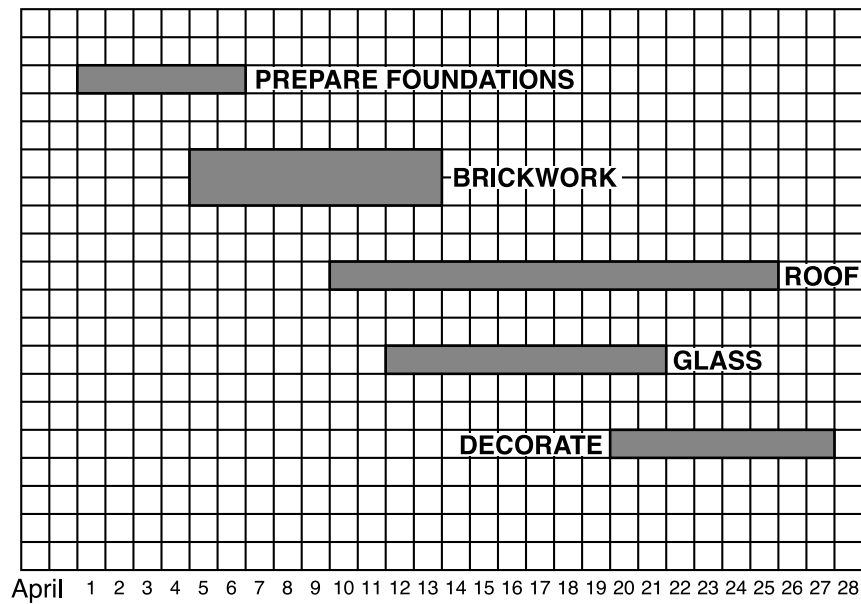 PREPARE FOUNDATIONS
BRICKWORK
ROOF
GLASS
DECORATE
April 1 2 3 4 5 6 7 8 9 10 11 12 13 14 15 16 17 18 19 20 21 22 23 24 25 26 27 28